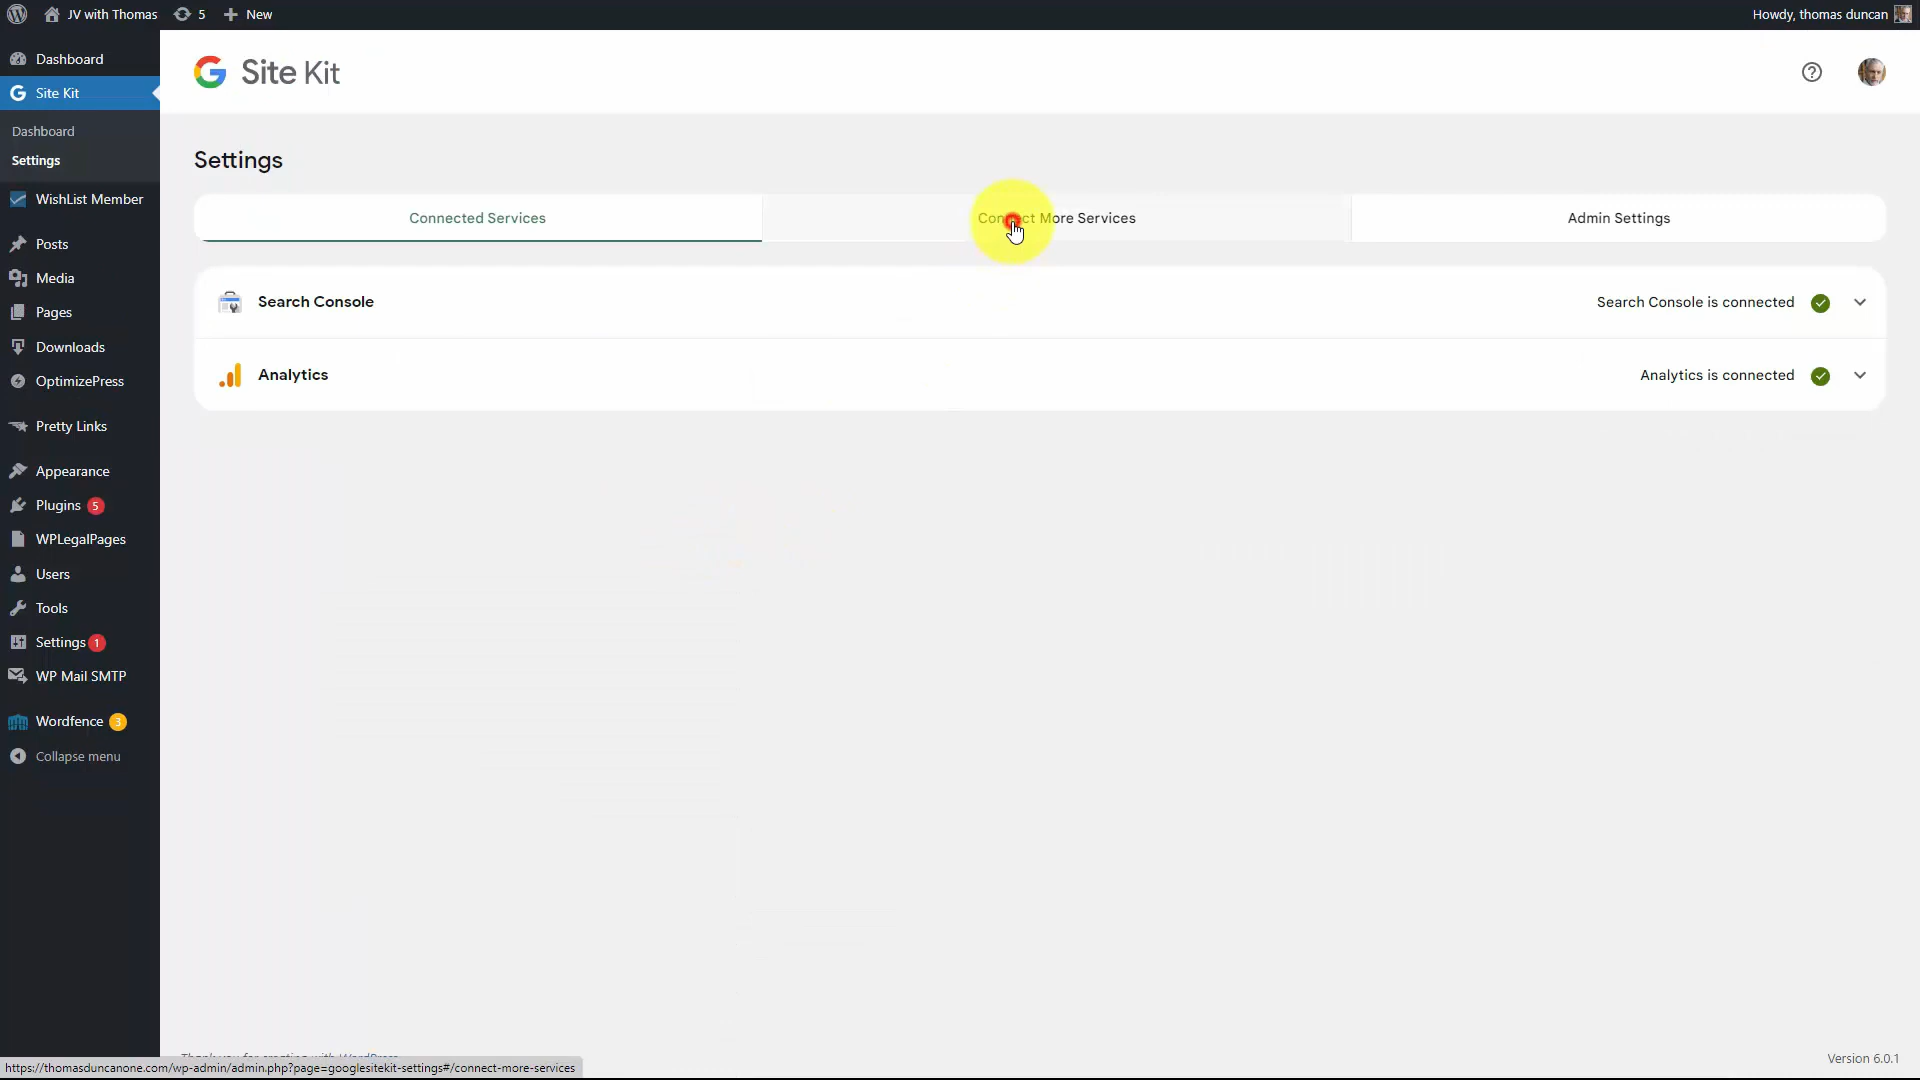 JV with Thomas
5
New
Howdy, thomas duncan
Dashboard
Site Kit
Dashboard
Settings
WishList Member
Posts
Media
Pages
Downloads
OptimizePress
Pretty Links
Appearance
Plugins 5
WPLegalPages
Users
Tools
Settings 1
WP Mail SMTP
Wordfence 3
Collapse menu
Site Kit
Settings
Connected Services
Connect More Services
Admin Settings
Search Console
Search Console is connected
Analytics
Analytics is connected
Thank you for creating with WordPress.
Version 6.0.1
https://thomasduncanone.com/wp-admin/admin.php?page=googlesitekit-settings#/connect-more-services